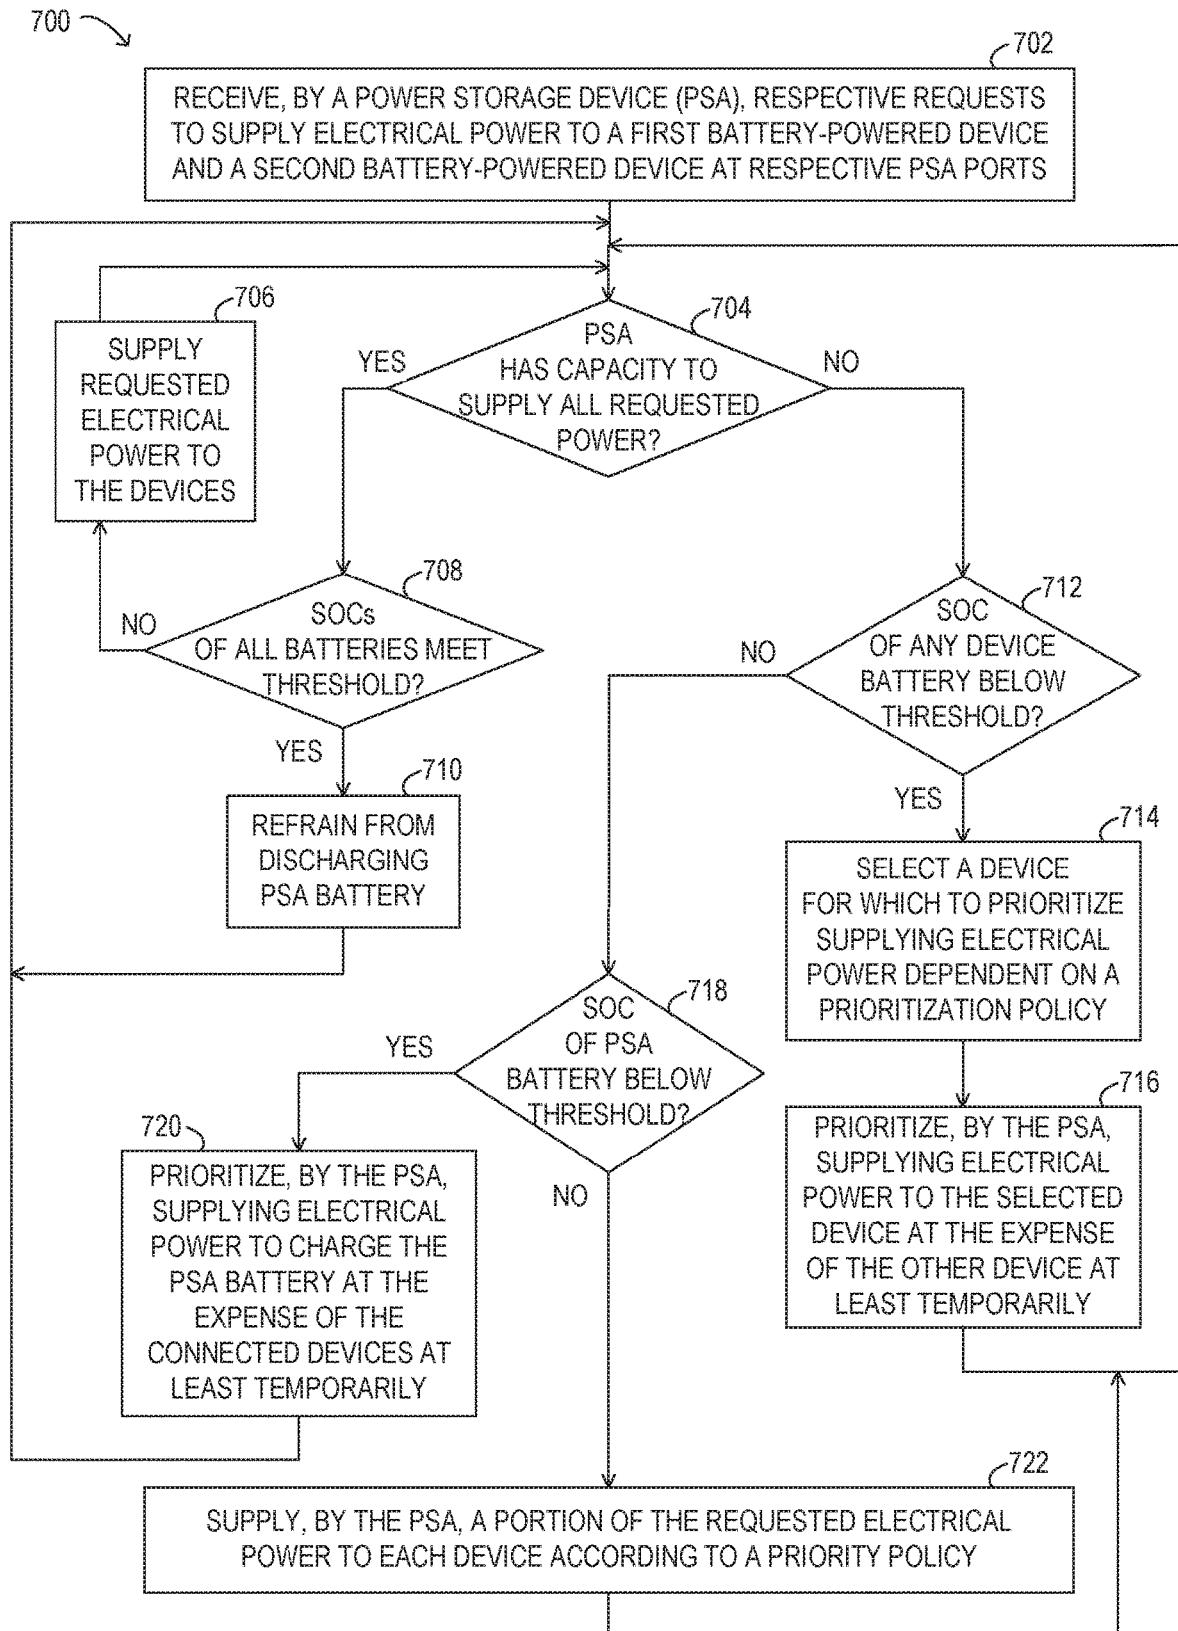 700
702
RECEIVE, BY A POWER STORAGE DEVICE (PSA), RESPECTIVE REQUESTS
TO SUPPLY ELECTRICAL POWER TO A FIRST BATTERY-POWERED DEVICE
AND A SECOND BATTERY-POWERED DEVICE AT RESPECTIVE PSA PORTS
706
SUPPLY
REQUESTED
ELECTRICAL
POWER TO
THE DEVICES
704
PSA
HAS CAPACITY TO
SUPPLY ALL REQUESTED
POWER?
YES
NO
708
SOCs
OF ALL BATTERIES MEET
THRESHOLD?
NO
YES
712
SOC
OF ANY DEVICE
BATTERY BELOW
THRESHOLD?
NO
YES
710
REFRAIN FROM
DISCHARGING
PSA BATTERY
714
SELECT A DEVICE
FOR WHICH TO PRIORITIZE
SUPPLYING ELECTRICAL
POWER DEPENDENT ON A
PRIORITIZATION POLICY
718
SOC
OF PSA
BATTERY BELOW
THRESHOLD?
YES
NO
716
PRIORITIZE, BY THE PSA,
SUPPLYING ELECTRICAL
POWER TO THE SELECTED
DEVICE AT THE EXPENSE
OF THE OTHER DEVICE AT
LEAST TEMPORARILY
720
PRIORITIZE, BY THE PSA,
SUPPLYING ELECTRICAL
POWER TO CHARGE THE
PSA BATTERY AT THE
EXPENSE OF THE
CONNECTED DEVICES AT
LEAST TEMPORARILY
722
SUPPLY, BY THE PSA, A PORTION OF THE REQUESTED ELECTRICAL
POWER TO EACH DEVICE ACCORDING TO A PRIORITY POLICY